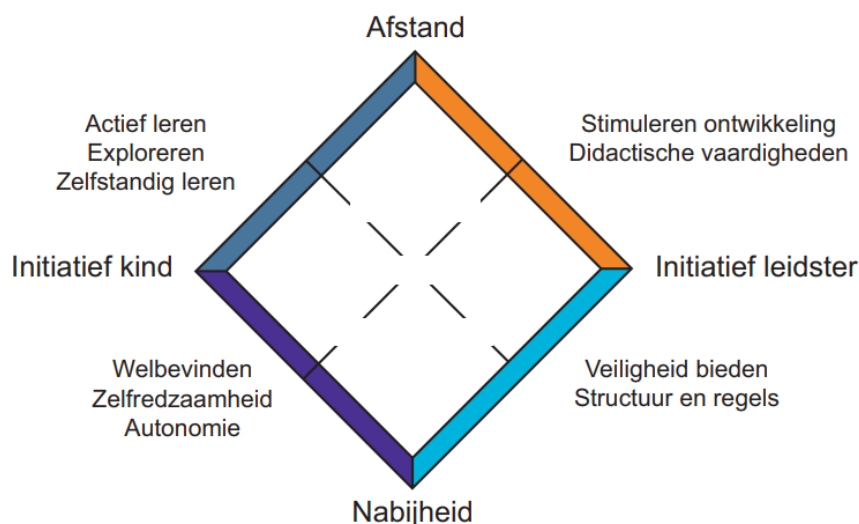 Afstand
Actief leren
Exploreren
Zelfstandig leren
Stimuleren ontwikkeling
Didactische vaardigheden
Initiatief kind
Initiatief leidster
Welbevinden
Zelfredzaamheid
Autonomie
Veiligheid bieden
Structuur en regels
Nabijheid